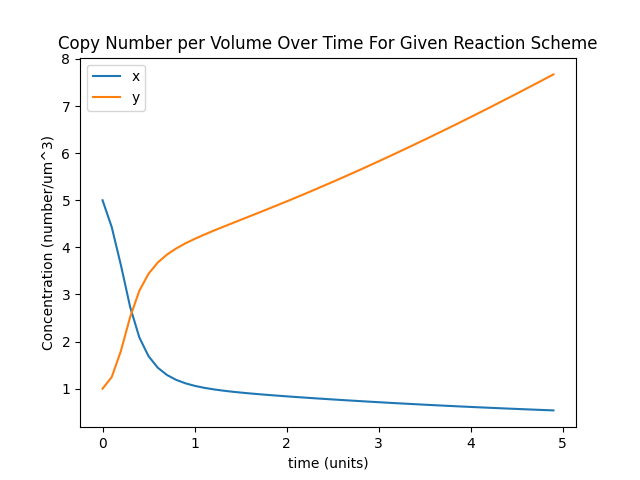 Copy Number per Volume Over Time For Given Reaction Scheme
x
y
Concentration (number/um^3)
8
7
6
5
4
3
2
1
0 1 2 3 4 5
time (units)